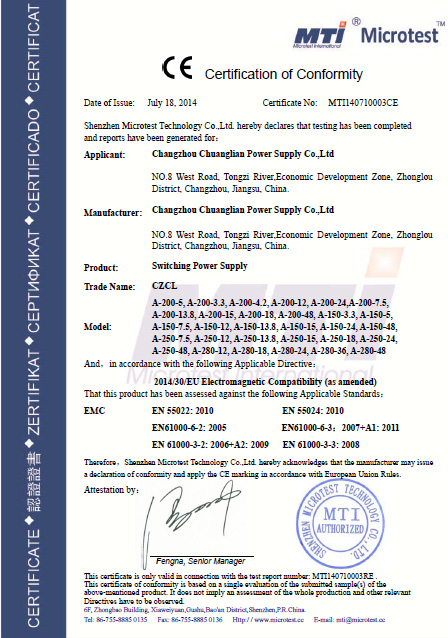 MTi ® Microtest™
Microtest International
CE Certification of Conformity
Date of Issue: July 18, 2014 Certificate No: MTI140710003CE
Shenzhen Microtest Technology Co.,Ltd. hereby declares that testing has been completed
and reports have been generated for:
Applicant: Changzhou Chuanglian Power Supply Co.,Ltd
NO.8 West Road, Tongzi River,Economic Development Zone, Zhonglou
District, Changzhou, Jiangsu, China.
Manufacturer: Changzhou Chuanglian Power Supply Co.,Ltd
NO.8 West Road, Tongzi River,Economic Development Zone, Zhonglou
District, Changzhou, Jiangsu, China.
Product: Switching Power Supply
Trade Name: CZCL
Model:
A-200-5, A-200-3.3, A-200-4.2, A-200-12, A-200-24,A-200-7.5,
A-200-13.8, A-200-15, A-200-18, A-200-48, A-150-3.3, A-150-5,
A-150-7.5, A-150-12, A-150-13.8, A-150-15, A-150-24, A-150-48,
A-250-7.5, A-250-12, A-250-13.8, A-250-15, A-250-18, A-250-24,
A-250-48, A-280-12, A-280-18, A-280-24, A-280-36, A-280-48
And, in accordance with the following Applicable Directive:
2014/30/EU Electromagnetic Compatibility (as amended)
That this product has been assessed against the following Applicable Standards:
EMC EN 55022: 2010 EN 55024: 2010
EN61000-6-2: 2005 EN61000-6-3: 2007+A1: 2011
EN 61000-3-2: 2006+A2: 2009 EN 61000-3-3: 2008
Therefore, Shenzhen Microtest Technology Co.,Ltd. hereby acknowledges that the manufacturer may issue
a declaration of conformity and apply the CE marking in accordance with European Union Rules.
Attestation by:
Fengna, Senior Manager
SHENZHEN MICROTEST TECHNOLOGY CO., LTD.
MTI
AUTHORIZED
This certificate is only valid in connection with the test report number: MTI140710003RE .
This certificate of conformity is based on a single evaluation of the submitted sample(s) of the
above-mentioned product. It does not imply an assessment of the whole production and other relevant
Directives have to be observed.
6F, Zhongbao Building, Xiaweiyuan,Gushu,Bao'an District,Shenzhen,P.R.China.
Tel: 86-755-8885 0135 Fax: 86-755-8885 0136 Http://www.microtest.cc E-mail: mti@microtest.cc
CERTIFICATE ◆ 認證證書 ◆ ZERTIFIKAT ◆ СЕРТИФИКАТ ◆ CERTIFICADO ◆ CERTIFICAT
Microtest International